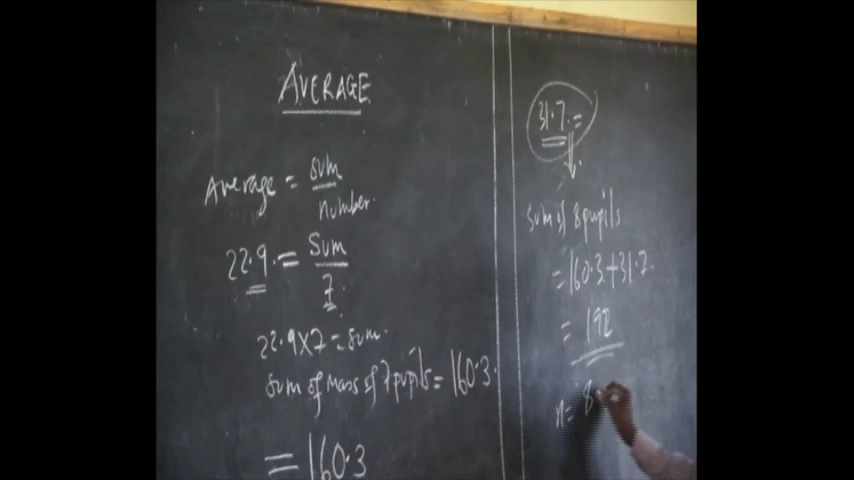 AVERAGE
Average = sum
number.
22.9. = Sum
7.
22.9x7 = sum.
sum of mass of 7 pupils = 160.3.
= 160.3
31.7. =
sum of 8 pupils
= 160.3 + 31.7.
= 192
n = 8.